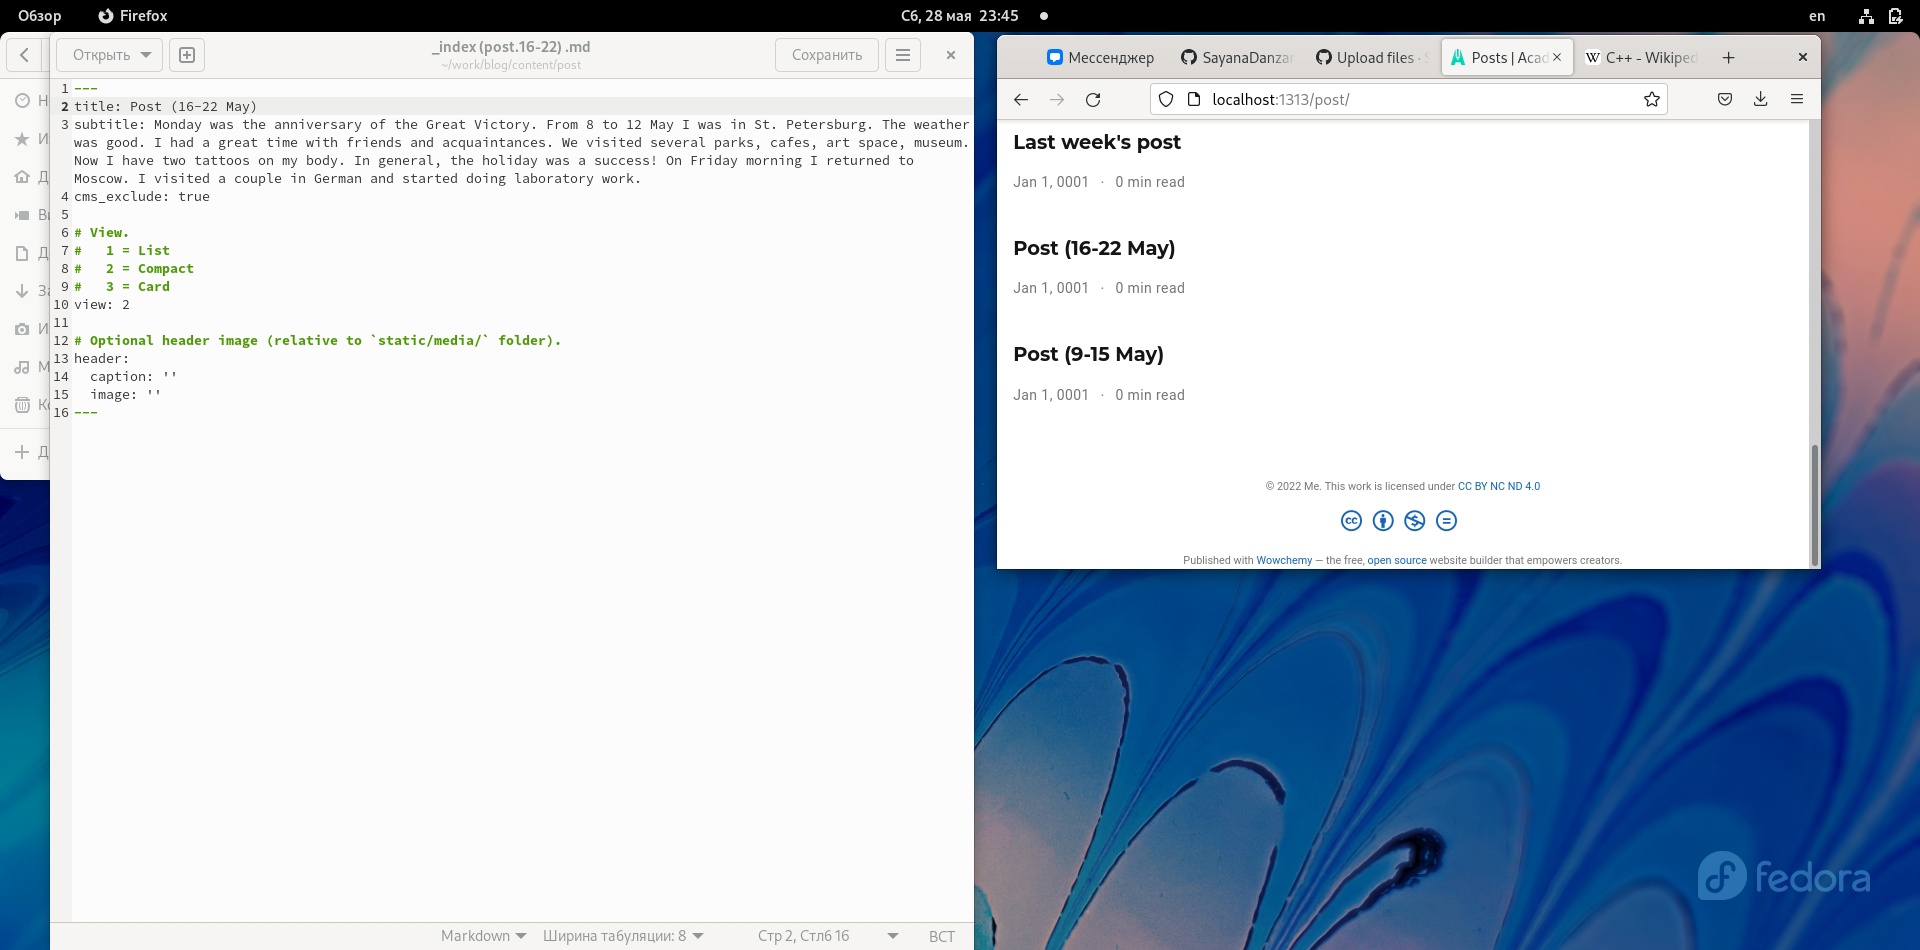 Обзор Firefox Сб, 28 мая 23:45 en
Открыть _index (post.16-22) .md Сохранить
~/work/blog/content/post
1 ---
2 title: Post (16-22 May)
3 subtitle: Monday was the anniversary of the Great Victory. From 8 to 12 May I was in St. Petersburg. The weather
was good. I had a great time with friends and acquaintances. We visited several parks, cafes, art space, museum.
Now I have two tattoos on my body. In general, the holiday was a success! On Friday morning I returned to
Moscow. I visited a couple in German and started doing laboratory work.
4 cms_exclude: true
5
6 # View.
7 #   1 = List
8 #   2 = Compact
9 #   3 = Card
10 view: 2
11
12 # Optional header image (relative to `static/media/` folder).
13 header:
14   caption: ''
15   image: ''
16 ---
Markdown Ширина табуляции: 8 Стр 2, Стлб 16 ВСТ
Мессенджер SayanaDanzan Upload files · S Posts | Acad C++ - Wikiped
localhost:1313/post/
Last week's post
Jan 1, 0001 · 0 min read
Post (16-22 May)
Jan 1, 0001 · 0 min read
Post (9-15 May)
Jan 1, 0001 · 0 min read
© 2022 Me. This work is licensed under CC BY NC ND 4.0
Published with Wowchemy — the free, open source website builder that empowers creators.
fedora